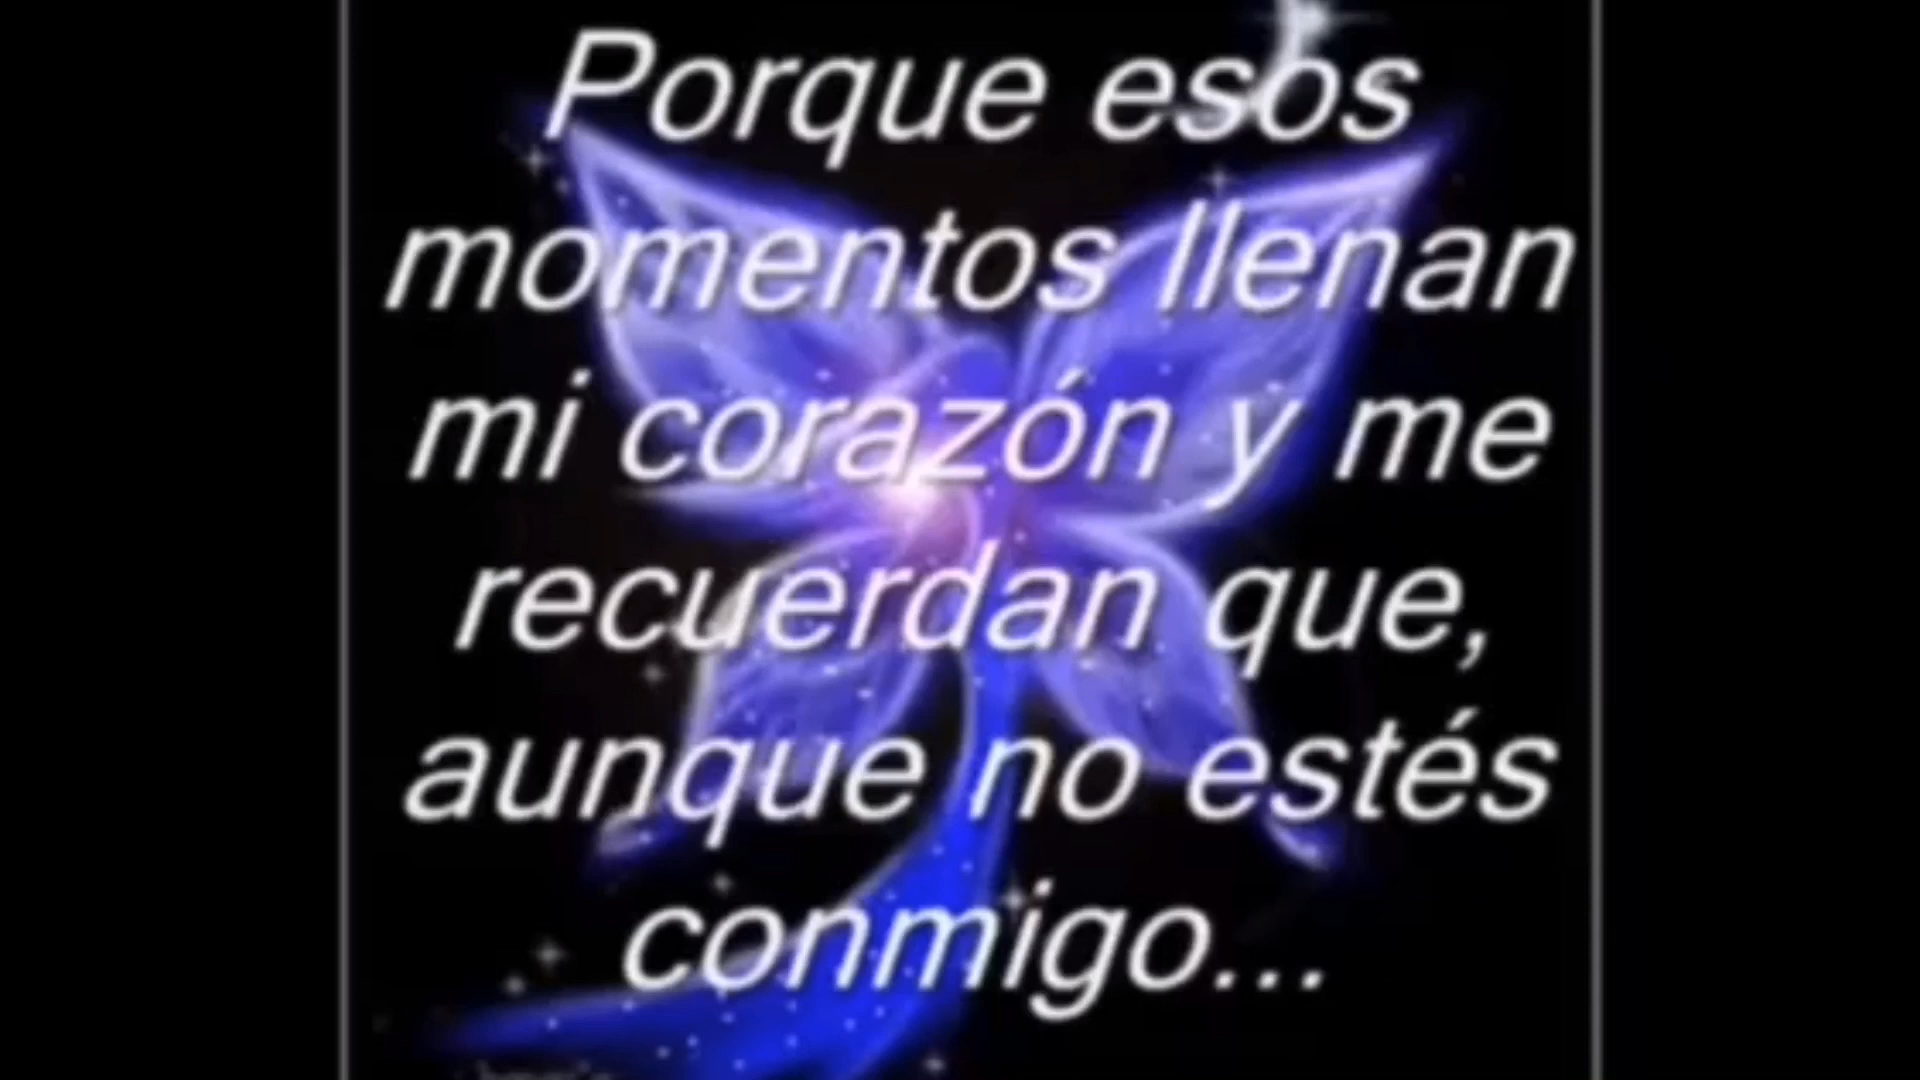 Porque esos
momentos llenan
mi corazón y me
recuerdan que,
aunque no estés
conmigo...